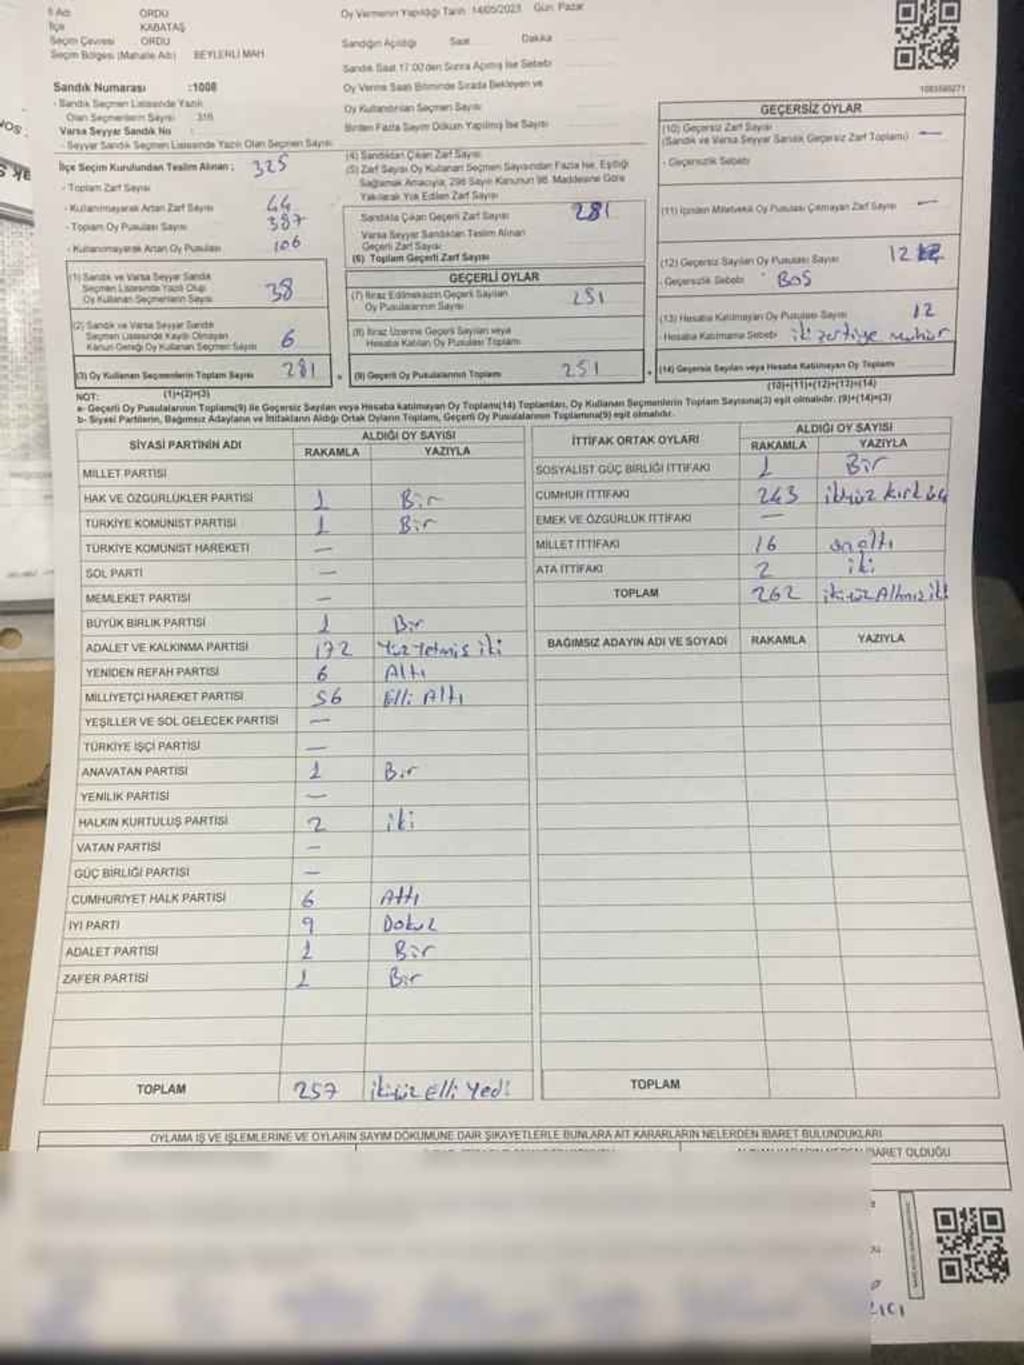 İl Adı ORDU
İlçe KABATAŞ
Seçim Çevresi ORDU
Seçim Bölgesi (Mahalle Adı) BEYLERLİ MAH.
Sandık Numarası :1008
- Sandık Seçmen Listesinde Yazılı
Olan Seçmenlerin Sayısı 316
Varsa Seyyar Sandık No :
- Seyyar Sandık Seçmen Listesinde Yazılı Olan Seçmen Sayısı
Oy Vermenin Yapıldığı Tarih 14/05/2023 Gün Pazar
Sandığın Açıldığı Saat Dakika
Sandık Saat 17:00'den Sonra Açılmış İse Sebebi
Oy Verme Saati Bitiminde Sırada Bekleyen ve
Oy Kullandırılan Seçmen Sayısı
Birden Fazla Sayım Döküm Yapılmış İse Sayısı
İlçe Seçim Kurulundan Teslim Alınan ; 325
- Toplam Zarf Sayısı
- Kullanılmayarak Artan Zarf Sayısı 44
- Toplam Oy Pusulası Sayısı 387
- Kullanılmayarak Artan Oy Pusulası 106
(1) Sandık ve Varsa Seyyar Sandık
Seçmen Listesinde Yazılı Olup
Oy Kullanan Seçmenlerin Sayısı 38
(2) Sandık ve Varsa Seyyar Sandık
Seçmen Listesinde Kaydı Olmayan
Kanun Gereği Oy Kullanan Seçmen Sayısı 6
(3) Oy Kullanan Seçmenlerin Toplam Sayısı 281
(1)+(2)=(3)
(4) Sandıktan Çıkan Zarf Sayısı
(5) Zarf Sayısı Oy Kullanan Seçmen Sayısından Fazla ise, Eşitliği
Sağlamak Amacıyla, 298 Sayılı Kanunun 98. Maddesine Göre
Yakılarak Yok Edilen Zarf Sayısı
Sandıkta Çıkan Geçerli Zarf Sayısı 281
Varsa Seyyar Sandıktan Teslim Alınan
Geçerli Zarf Sayısı
(6) Toplam Geçerli Zarf Sayısı
GEÇERLİ OYLAR
(7) İtiraz Edilmeksizin Geçerli Sayılan
Oy Pusulalarının Sayısı 251
(8) İtiraz Üzerine Geçerli Sayılan veya
Hesaba Katılan Oy Pusulası Toplamı
(9) Geçerli Oy Pusulalarının Toplamı 251
1083580271
GEÇERSİZ OYLAR
(10) Geçersiz Zarf Sayısı
(Sandık ve Varsa Seyyar Sandık Geçersiz Zarf Toplamı) —
- Geçersizlik Sebebi
(11) İçinden Milletvekili Oy Pusulası Çıkmayan Zarf Sayısı —
(12) Geçersiz Sayılan Oy Pusulası Sayısı 12
- Geçersizlik Sebebi BOS
(13) Hesaba Katılmayan Oy Pusulası Sayısı 12
- Hesaba Katılmama Sebebi
(14) Geçersiz Sayılan veya Hesaba Katılmayan Oy Toplamı
(10)+(11)+(12)+(13)=(14)
NOT:
a- Geçerli Oy Pusulalarının Toplamı(9) ile Geçersiz Sayılan veya Hesaba katılmayan Oy Toplamı(14) Toplamları, Oy Kullanan Seçmenlerin Toplam Sayısına(3) eşit olmalıdır. (9)+(14)=(3)
b- Siyasi Partilerin, Bağımsız Adayların ve İttifakların Aldığı Ortak Oyların Toplamı, Geçerli Oy Pusulalarının Toplamına(9) eşit olmalıdır.
SİYASİ PARTİNİN ADI ALDIĞI OY SAYISI
RAKAMLA YAZIYLA
MİLLET PARTİSİ
HAK VE ÖZGÜRLÜKLER PARTİSİ 1 Bir
TÜRKİYE KOMÜNİST PARTİSİ 1 Bir
TÜRKİYE KOMÜNİST HAREKETİ —
SOL PARTİ —
MEMLEKET PARTİSİ —
BÜYÜK BİRLİK PARTİSİ 1 Bir
ADALET VE KALKINMA PARTİSİ 172 Yüz Yetmiş iki
YENİDEN REFAH PARTİSİ 6 Altı
MİLLİYETÇİ HAREKET PARTİSİ 56 Elli Altı
YEŞİLLER VE SOL GELECEK PARTİSİ —
TÜRKİYE İŞÇİ PARTİSİ —
ANAVATAN PARTİSİ 1 Bir
YENİLİK PARTİSİ —
HALKIN KURTULUŞ PARTİSİ 2 iki
VATAN PARTİSİ —
GÜÇ BİRLİĞİ PARTİSİ —
CUMHURİYET HALK PARTİSİ 6 Altı
İYİ PARTİ 9 Dokuz
ADALET PARTİSİ 1 Bir
ZAFER PARTİSİ 1 Bir
TOPLAM 257 ikiyüz Elli Yedi
İTTİFAK ORTAK OYLARI ALDIĞI OY SAYISI
RAKAMLA YAZIYLA
SOSYALİST GÜÇ BİRLİĞİ İTTİFAKI 1 Bir
CUMHUR İTTİFAKI 243 ikiyüz kırk üç
EMEK VE ÖZGÜRLÜK İTTİFAKI —
MİLLET İTTİFAKI 16 on altı
ATA İTTİFAKI 2 iki
TOPLAM 262 ikiyüz Altmış iki
BAĞIMSIZ ADAYIN ADI VE SOYADI RAKAMLA YAZIYLA
TOPLAM
OYLAMA İŞ VE İŞLEMLERİNE VE OYLARIN SAYIM DÖKÜMÜNE DAİR ŞİKAYETLERLE BUNLARA AİT KARARLARIN NELERDEN İBARET BULUNDUKLARI
İBARET OLDUĞU